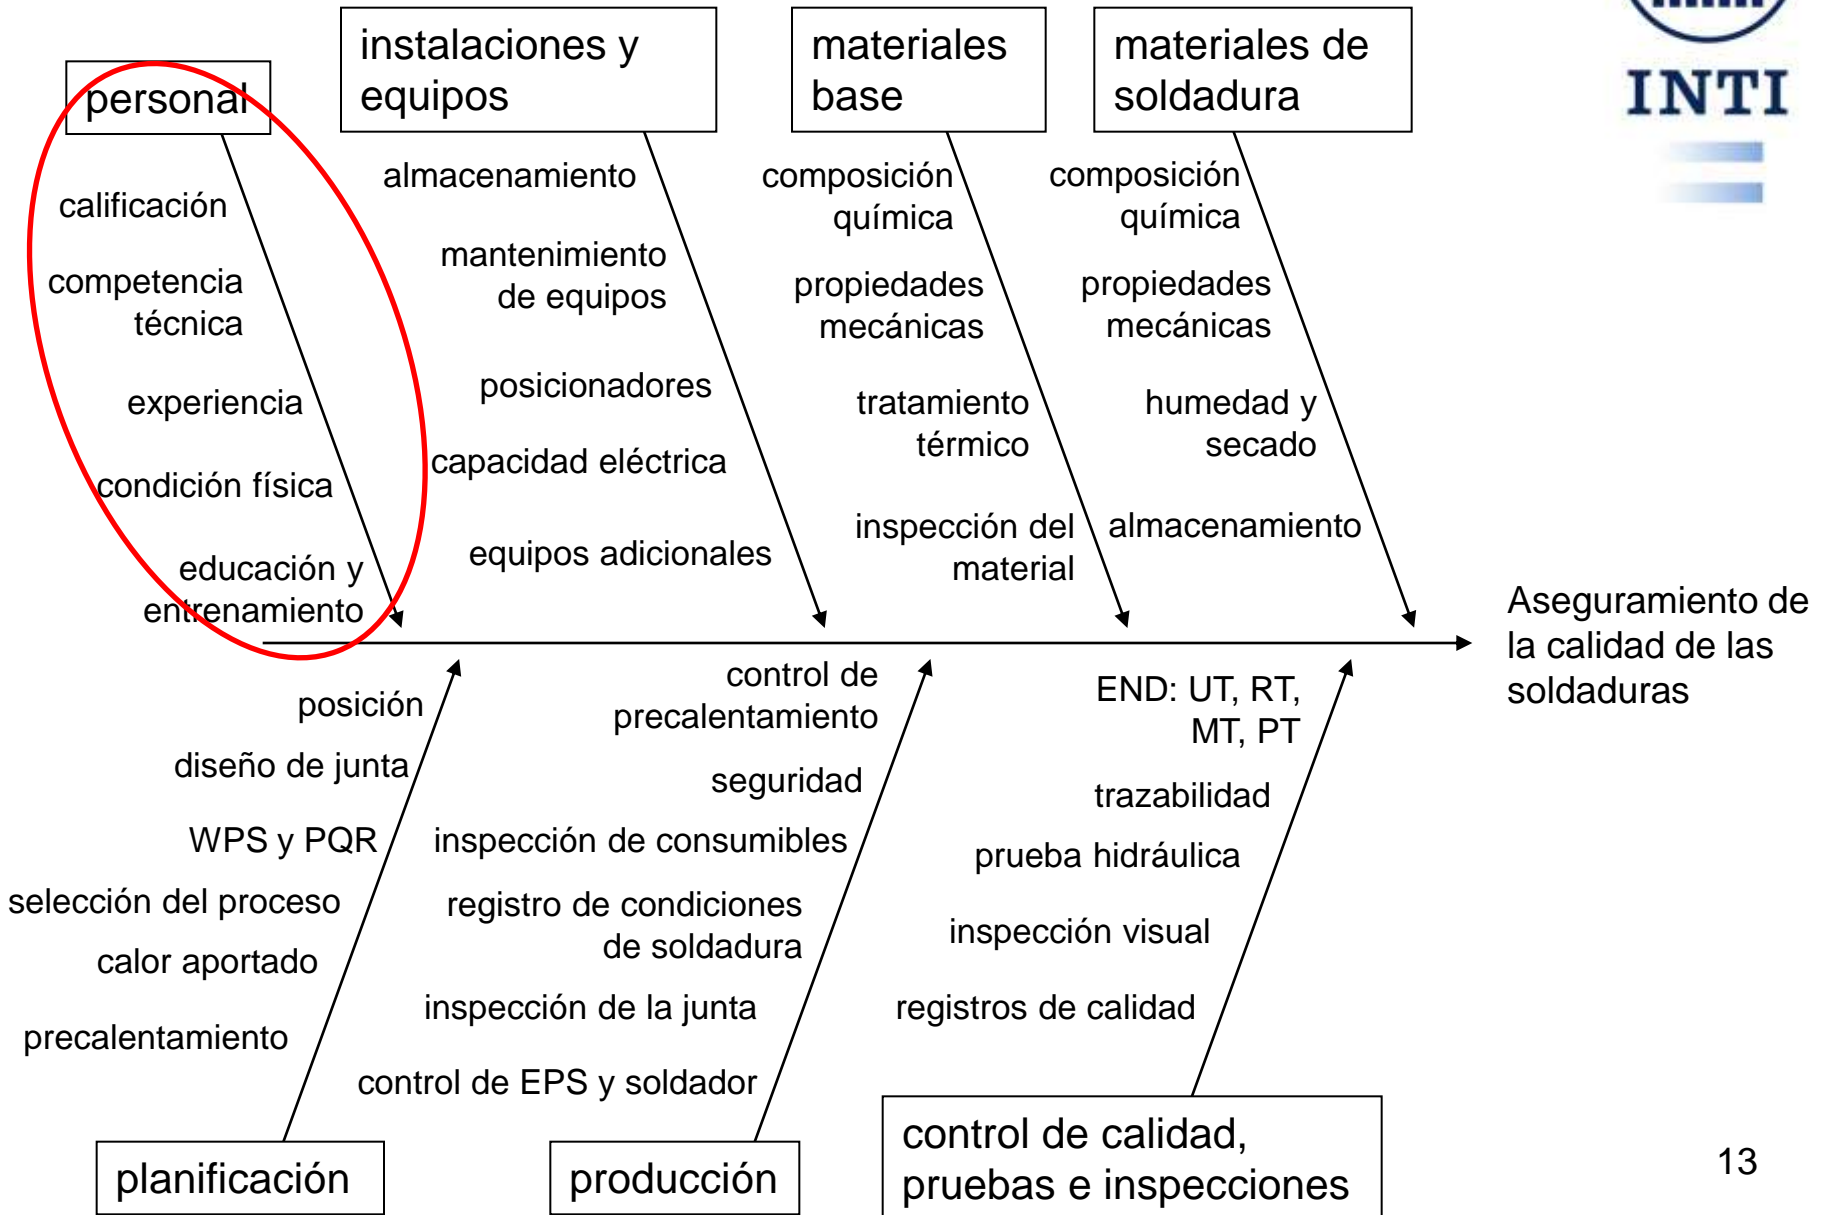 personal
calificación
competencia
técnica
experiencia
condición física
educación y
entrenamiento
instalaciones y
equipos
almacenamiento
mantenimiento
de equipos
posicionadores
capacidad eléctrica
equipos adicionales
materiales
base
composición
química
propiedades
mecánicas
tratamiento
térmico
inspección del
material
materiales de
soldadura
composición
química
propiedades
mecánicas
humedad y
secado
almacenamiento
INTI
Aseguramiento de
la calidad de las
soldaduras
posición
diseño de junta
WPS y PQR
selección del proceso
calor aportado
precalentamiento
planificación
control de
precalentamiento
seguridad
inspección de consumibles
registro de condiciones
de soldadura
inspección de la junta
control de EPS y soldador
producción
END: UT, RT,
MT, PT
trazabilidad
prueba hidráulica
inspección visual
registros de calidad
control de calidad,
pruebas e inspecciones
13